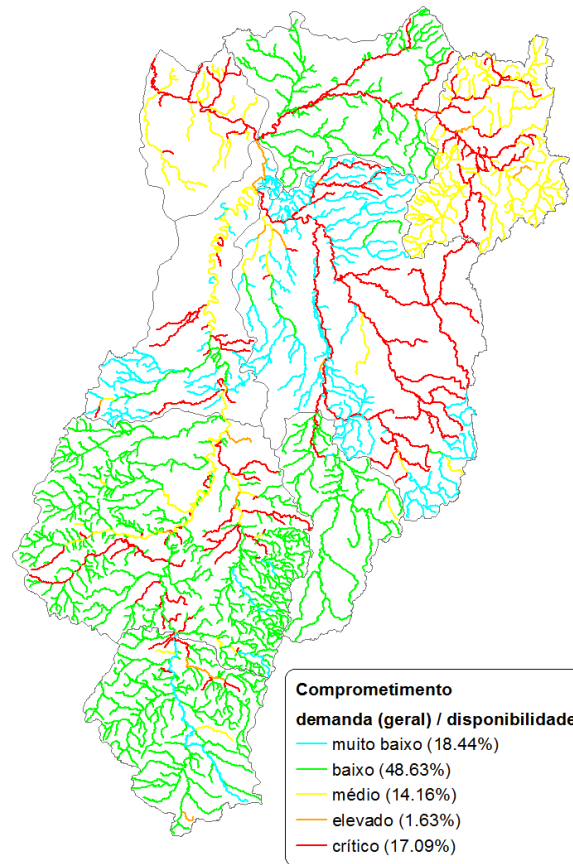 Comprometimento
demanda (geral) / disponibilidade
muito baixo (18.44%)
baixo (48.63%)
médio (14.16%)
elevado (1.63%)
crítico (17.09%)